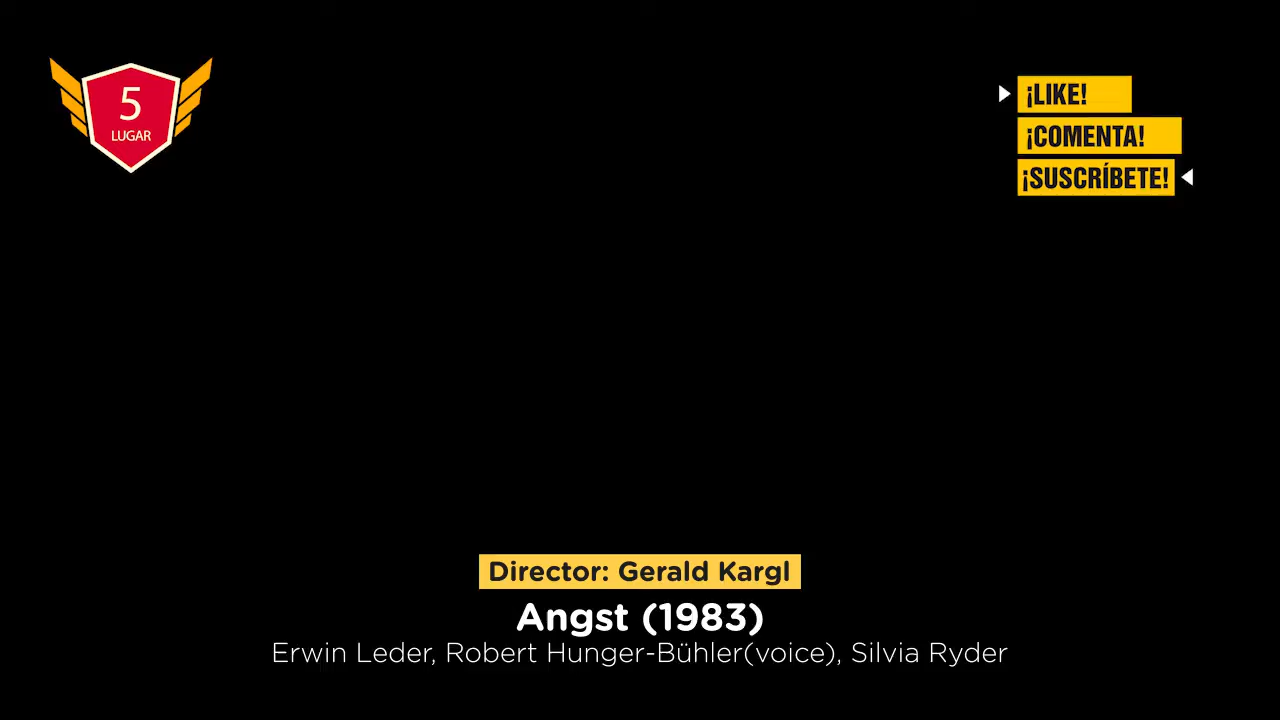 5
LUGAR
¡LIKE!
¡COMENTA!
¡SUSCRÍBETE!
Director: Gerald Kargl
Angst (1983)
Erwin Leder, Robert Hunger-Bühler(voice), Silvia Ryder